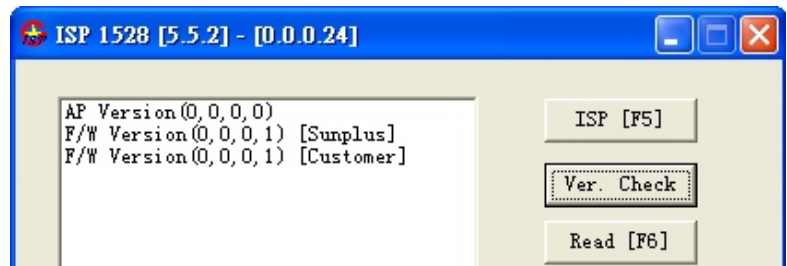 ISP 1528 [5.5.2] - [0.0.0.24]
AP Version(0,0,0,0)
F/W Version(0,0,0,1) [Sunplus]
F/W Version(0,0,0,1) [Customer]
ISP [F5]
Ver. Check
Read [F6]